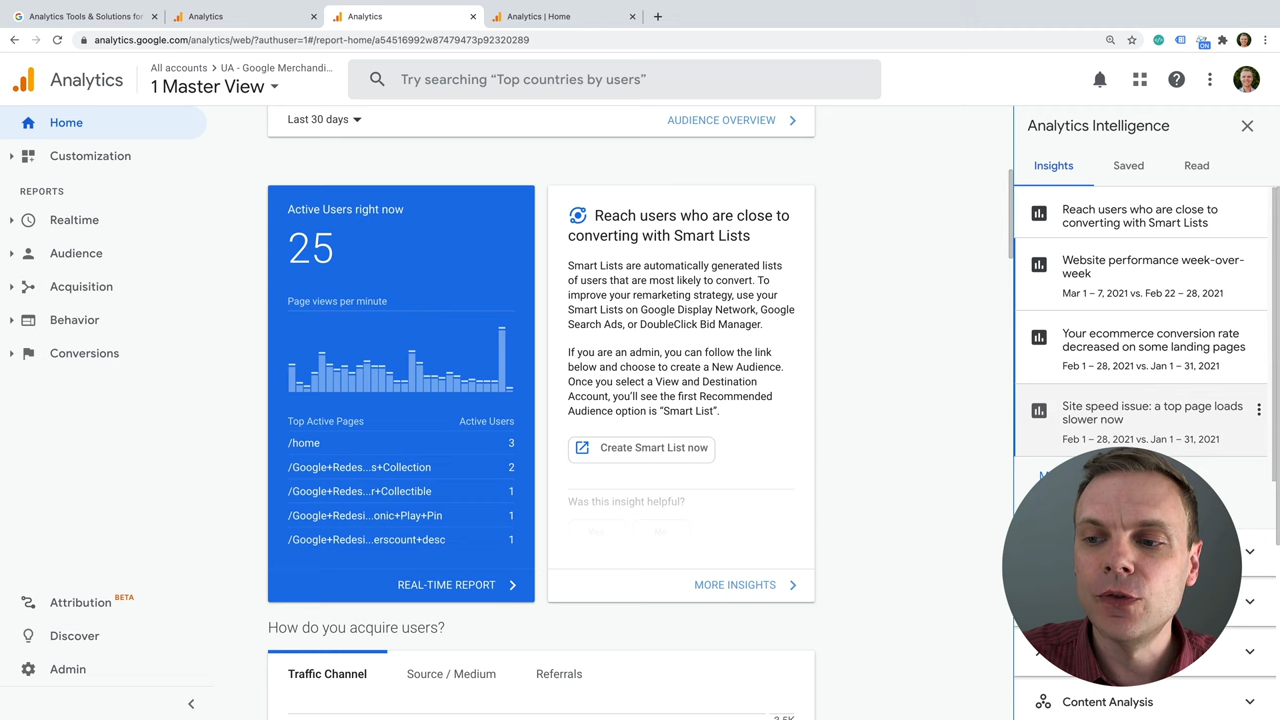 Analytics Tools & Solutions for
Analytics
Analytics
Analytics | Home
analytics.google.com/analytics/web/?authuser=1#/report-home/a54516992w87479473p92320289
ON
Analytics
All accounts > UA - Google Merchandi...
1 Master View
Try searching “Top countries by users”
Home
Customization
REPORTS
Realtime
Audience
Acquisition
Behavior
Conversions
Attribution BETA
Discover
Admin
Last 30 days
AUDIENCE OVERVIEW
Active Users right now
25
Page views per minute
Top Active Pages Active Users
/home 3
/Google+Redes...s+Collection 2
/Google+Redes...r+Collectible 1
/Google+Redesi...onic+Play+Pin 1
/Google+Redesi...erscount+desc 1
REAL-TIME REPORT
Reach users who are close to
converting with Smart Lists
Smart Lists are automatically generated lists
of users that are most likely to convert. To
improve your remarketing strategy, use your
Smart Lists on Google Display Network, Google
Search Ads, or DoubleClick Bid Manager.
If you are an admin, you can follow the link
below and choose to create a New Audience.
Once you select a View and Destination
Account, you’ll see the first Recommended
Audience option is “Smart List”.
Create Smart List now
Was this insight helpful?
Yes No
MORE INSIGHTS
How do you acquire users?
Traffic Channel
Source / Medium
Referrals
3.5K
Analytics Intelligence
Insights
Saved
Read
Reach users who are close to
converting with Smart Lists
Website performance week-over-
week
Mar 1 – 7, 2021 vs. Feb 22 – 28, 2021
Your ecommerce conversion rate
decreased on some landing pages
Feb 1 – 28, 2021 vs. Jan 1 – 31, 2021
Site speed issue: a top page loads
slower now
Feb 1 – 28, 2021 vs. Jan 1 – 31, 2021
Content Analysis